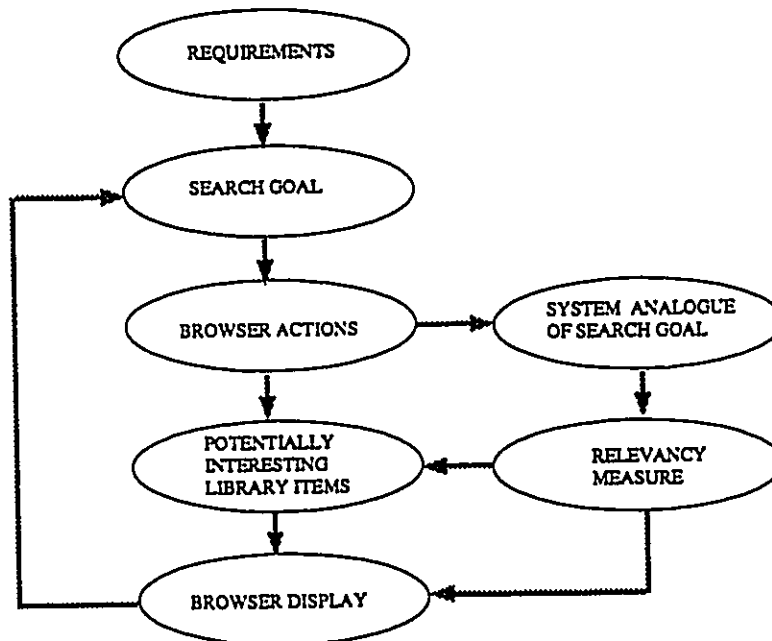 REQUIREMENTS
SEARCH GOAL
BROWSER ACTIONS
SYSTEM ANALOGUE
OF SEARCH GOAL
POTENTIALLY
INTERESTING
LIBRARY ITEMS
RELEVANCY
MEASURE
BROWSER DISPLAY